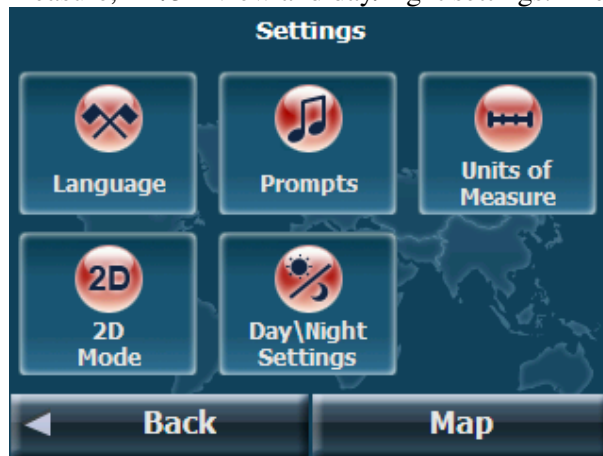 Settings
Language
Prompts
Units of
Measure
2D
2D
Mode
Day\Night
Settings
Back
Map